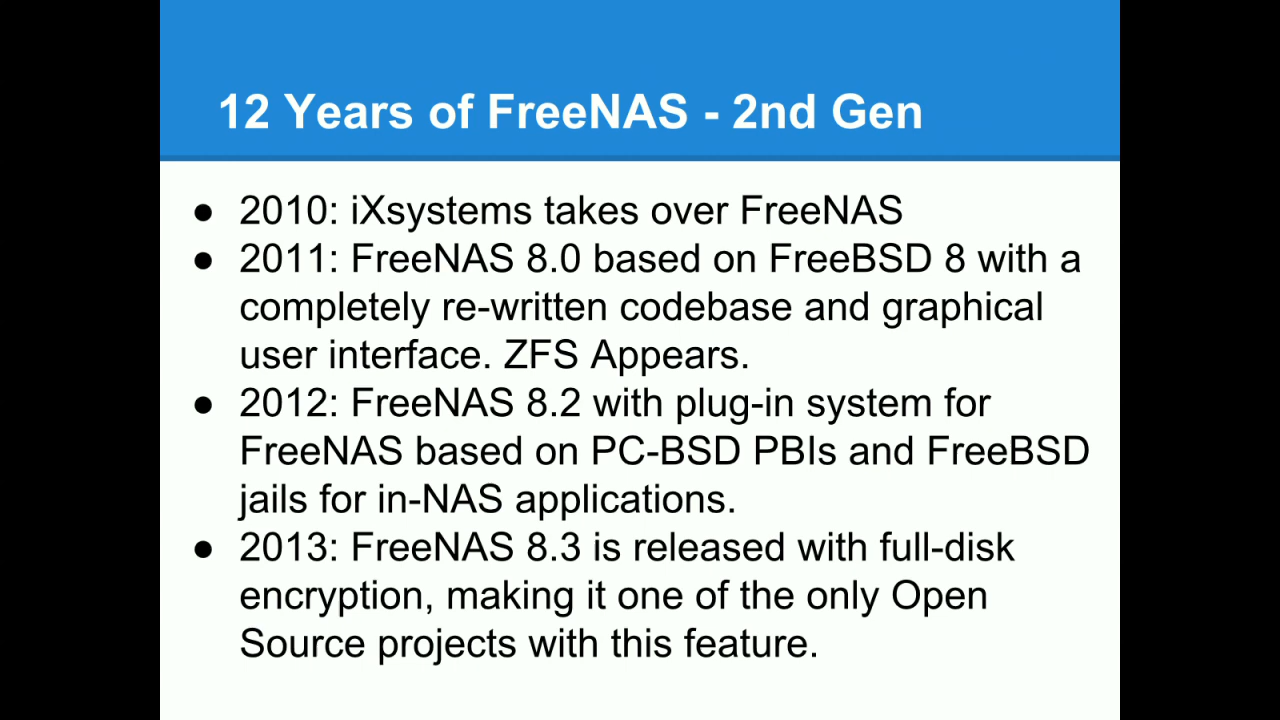 12 Years of FreeNAS - 2nd Gen
● 2010: iXsystems takes over FreeNAS
● 2011: FreeNAS 8.0 based on FreeBSD 8 with a
completely re-written codebase and graphical
user interface. ZFS Appears.
● 2012: FreeNAS 8.2 with plug-in system for
FreeNAS based on PC-BSD PBIs and FreeBSD
jails for in-NAS applications.
● 2013: FreeNAS 8.3 is released with full-disk
encryption, making it one of the only Open
Source projects with this feature.